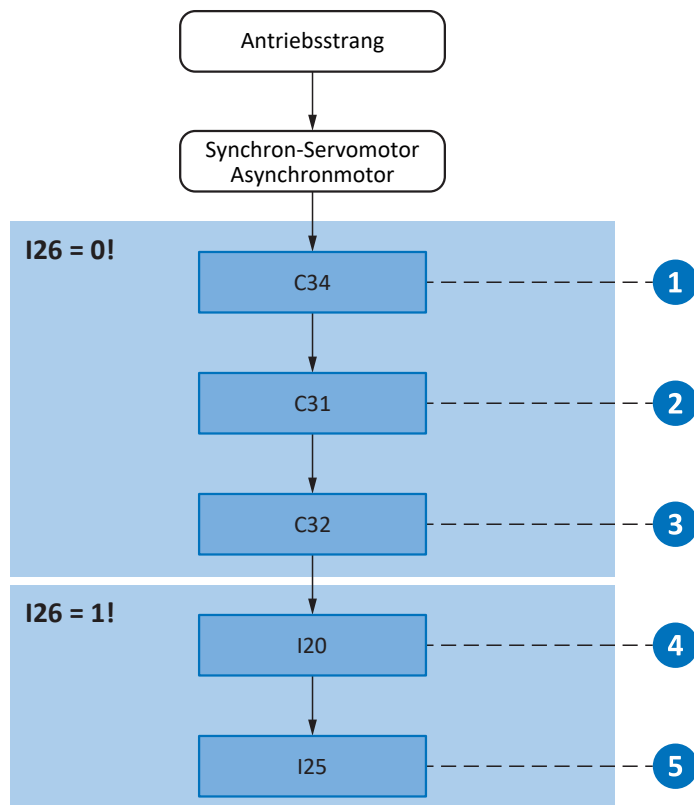 Antriebsstrang
Synchron-Servomotor
Asynchronmotor
I26 = 0!
C34
1
C31
2
C32
3
I26 = 1!
I20
4
I25
5